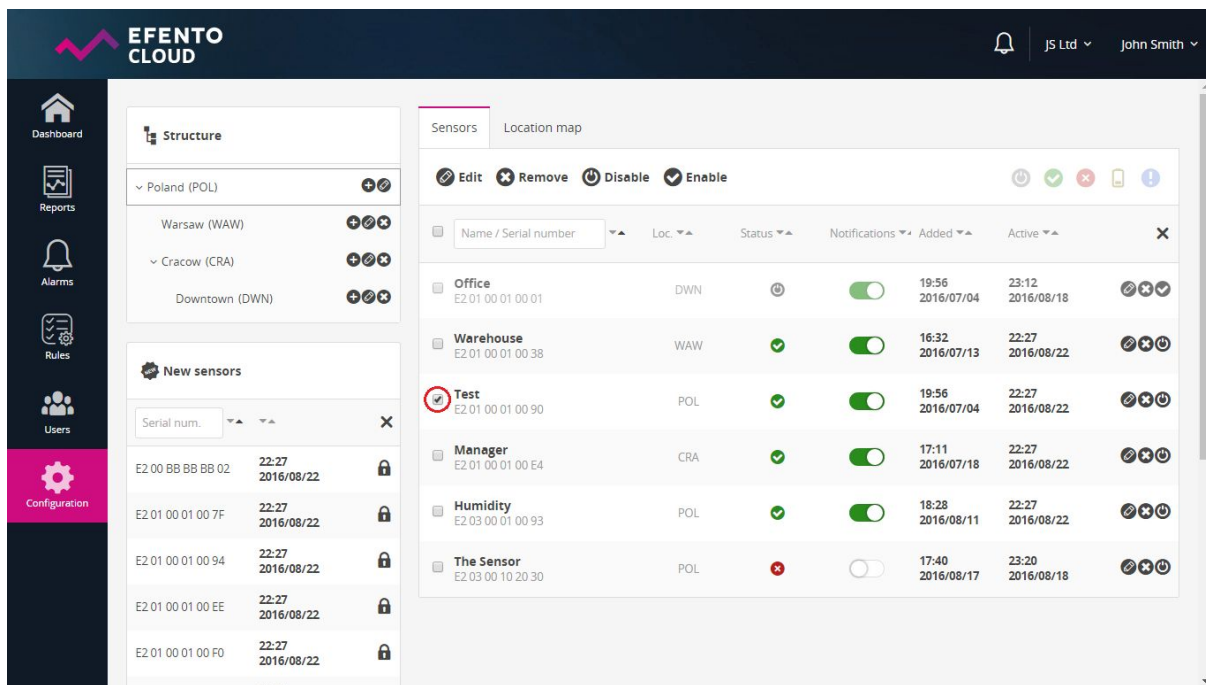 EFENTO
CLOUD
JS Ltd
John Smith
Dashboard
Reports
Alarms
Rules
Users
Configuration
Structure
Poland (POL)
Warsaw (WAW)
Cracow (CRA)
Downtown (DWN)
NEW New sensors
Serial num.
E2 00 BB BB BB 02 22:27
2016/08/22
E2 01 00 01 00 7F 22:27
2016/08/22
E2 01 00 01 00 94 22:27
2016/08/22
E2 01 00 01 00 EE 22:27
2016/08/22
E2 01 00 01 00 F0 22:27
2016/08/22
Sensors Location map
Edit Remove Disable Enable
Name / Serial number Loc. Status Notifications Added Active
Office DWN 19:56 23:12
E2 01 00 01 00 01 2016/07/04 2016/08/18
Warehouse WAW 16:32 22:27
E2 01 00 01 00 38 2016/07/13 2016/08/22
Test POL 19:56 22:27
E2 01 00 01 00 90 2016/07/04 2016/08/22
Manager CRA 17:11 22:27
E2 01 00 01 00 E4 2016/07/18 2016/08/22
Humidity POL 18:28 22:27
E2 03 00 01 00 93 2016/08/11 2016/08/22
The Sensor POL 17:40 23:20
E2 03 00 10 20 30 2016/08/17 2016/08/18